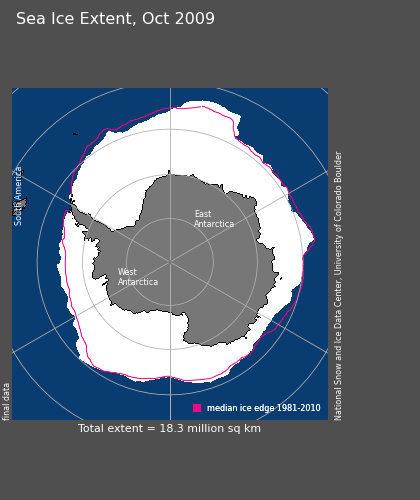 Sea Ice Extent, Oct 2009
South America
East
Antarctica
West
Antarctica
National Snow and Ice Data Center, University of Colorado Boulder
final data
median ice edge 1981-2010
Total extent = 18.3 million sq km